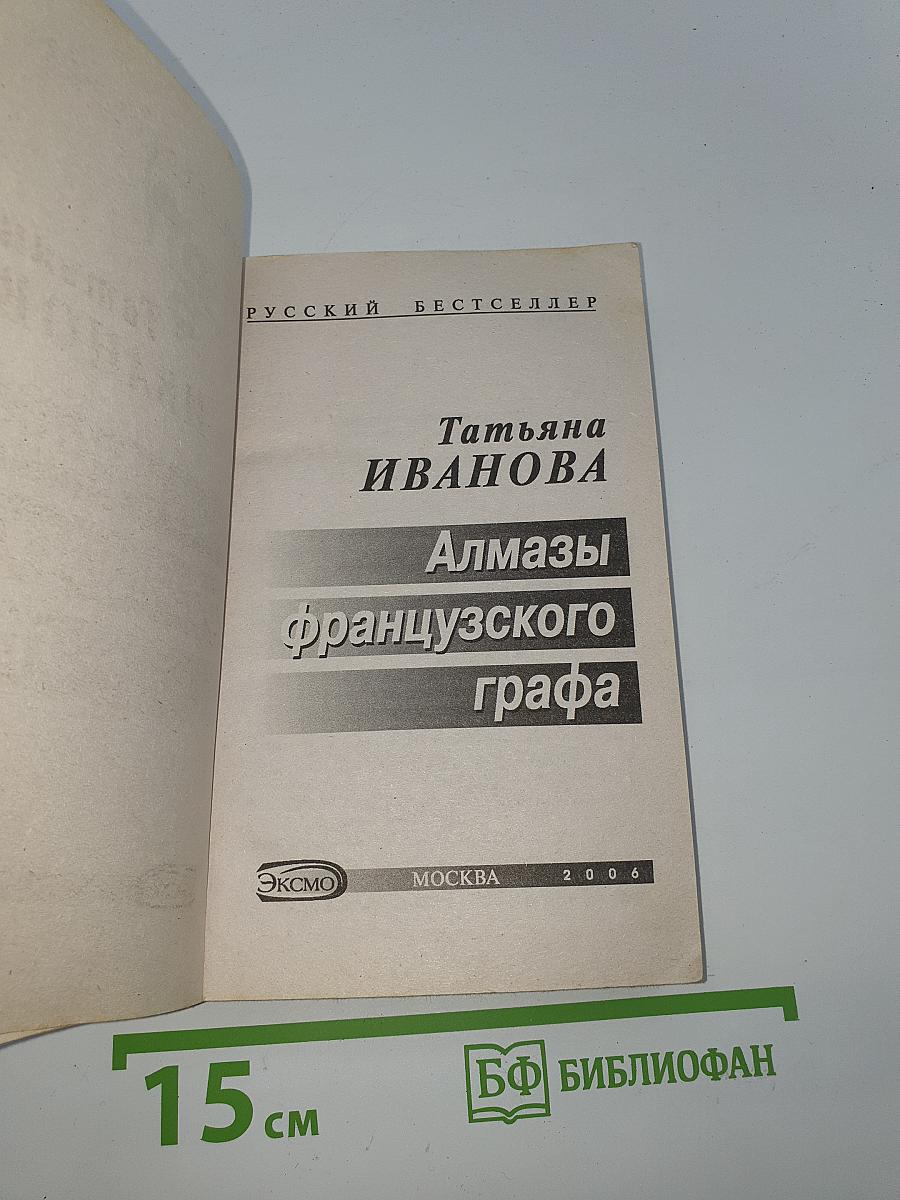 РУССКИЙ БЕСТСЕЛЛЕР
Татьяна
ИВАНОВА
Алмазы
французского
графа
ЭКСМО МОСКВА 2006
15 см
БФ БИБЛИОФАН